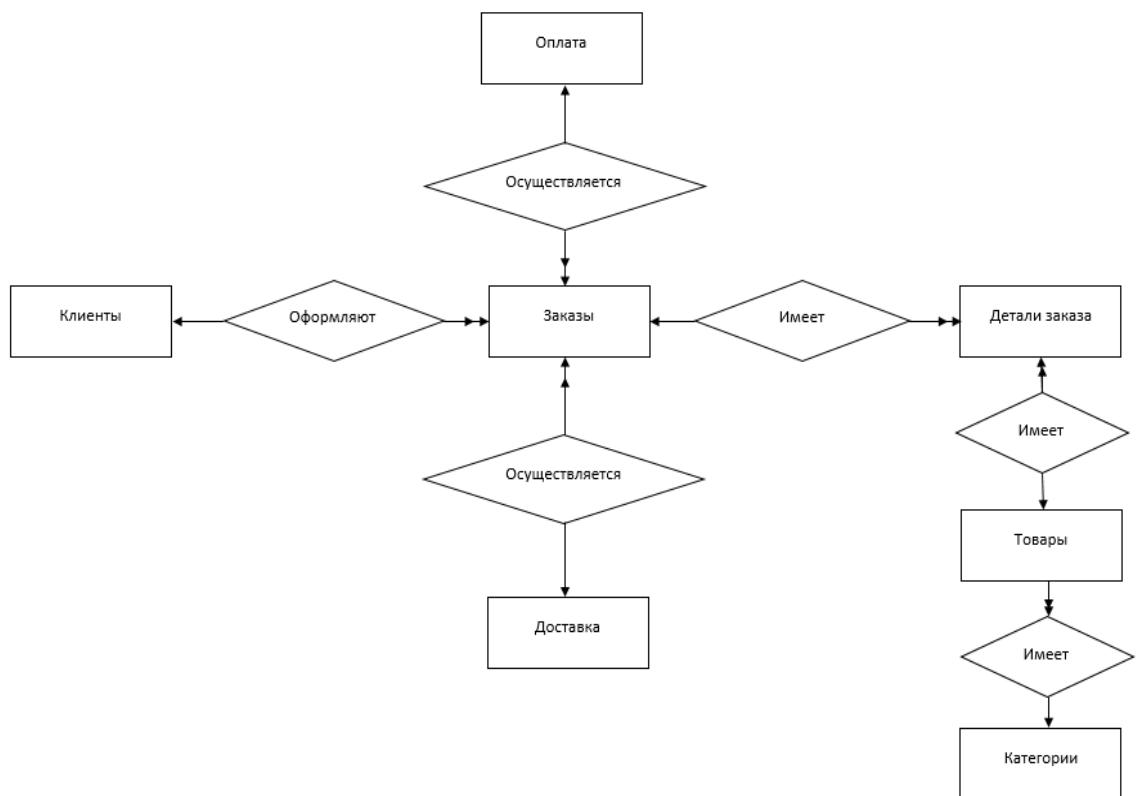 Оплата
Осуществляется
Клиенты
Оформляют
Заказы
Имеет
Детали заказа
Имеет
Осуществляется
Товары
Доставка
Имеет
Категории